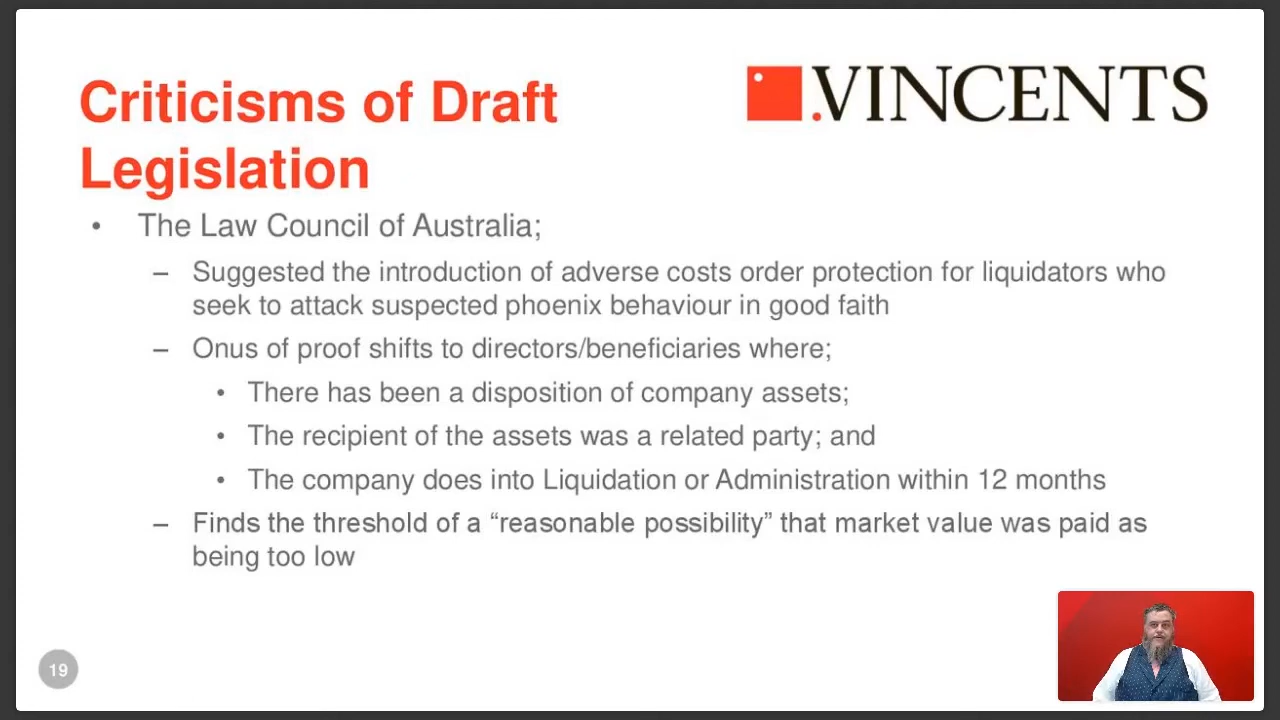 Criticisms of Draft
Legislation
.VINCENTS
• The Law Council of Australia;
– Suggested the introduction of adverse costs order protection for liquidators who
seek to attack suspected phoenix behaviour in good faith
– Onus of proof shifts to directors/beneficiaries where;
• There has been a disposition of company assets;
• The recipient of the assets was a related party; and
• The company does into Liquidation or Administration within 12 months
– Finds the threshold of a “reasonable possibility” that market value was paid as
being too low
19